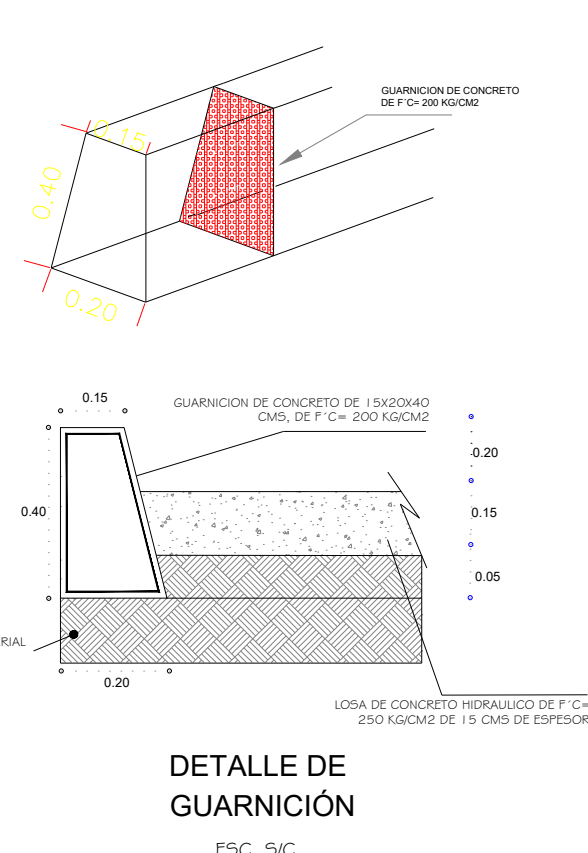 GUARNICION DE CONCRETO
DE F´C= 200 KG/CM2
0.15
0.40
0.20
0.15
GUARNICION DE CONCRETO DE 15X20X40
CMS, DE F´C= 200 KG/CM2
0.20
0.40
0.15
0.05
RIAL
0.20
LOSA DE CONCRETO HIDRAULICO DE F´C=
250 KG/CM2 DE 15 CMS DE ESPESOR
DETALLE DE
GUARNICIÓN
ESC. S/C